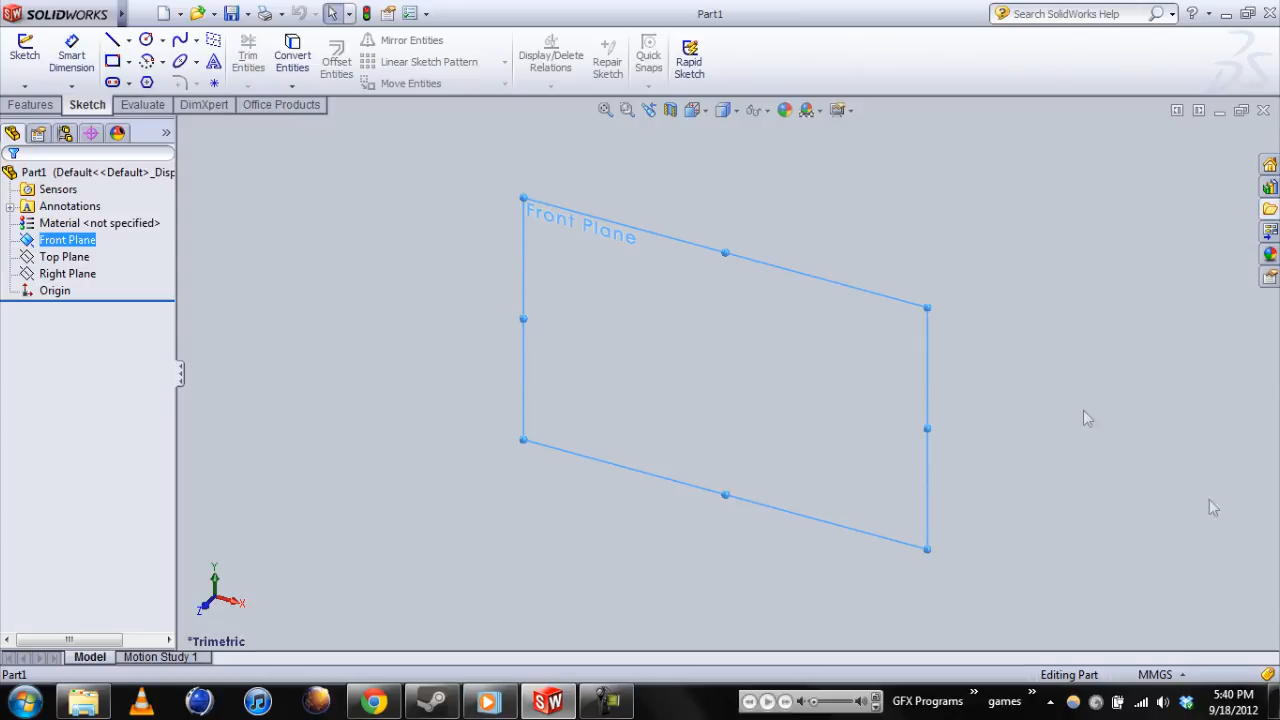 SOLIDWORKS
Part1
Search SolidWorks Help
Sketch
Smart Dimension
Trim Entities
Convert Entities
Offset Entities
Mirror Entities
Linear Sketch Pattern
Move Entities
Display/Delete Relations
Repair Sketch
Quick Snaps
Rapid Sketch
Features
Sketch
Evaluate
DimXpert
Office Products
Part1 (Default<<Default>_Disp
Sensors
Annotations
Material <not specified>
Front Plane
Top Plane
Right Plane
Origin
Front Plane
Y
X
Z
*Trimetric
Model
Motion Study 1
Part1
Editing Part
MMGS
GFX Programs
games
5:40 PM
9/18/2012